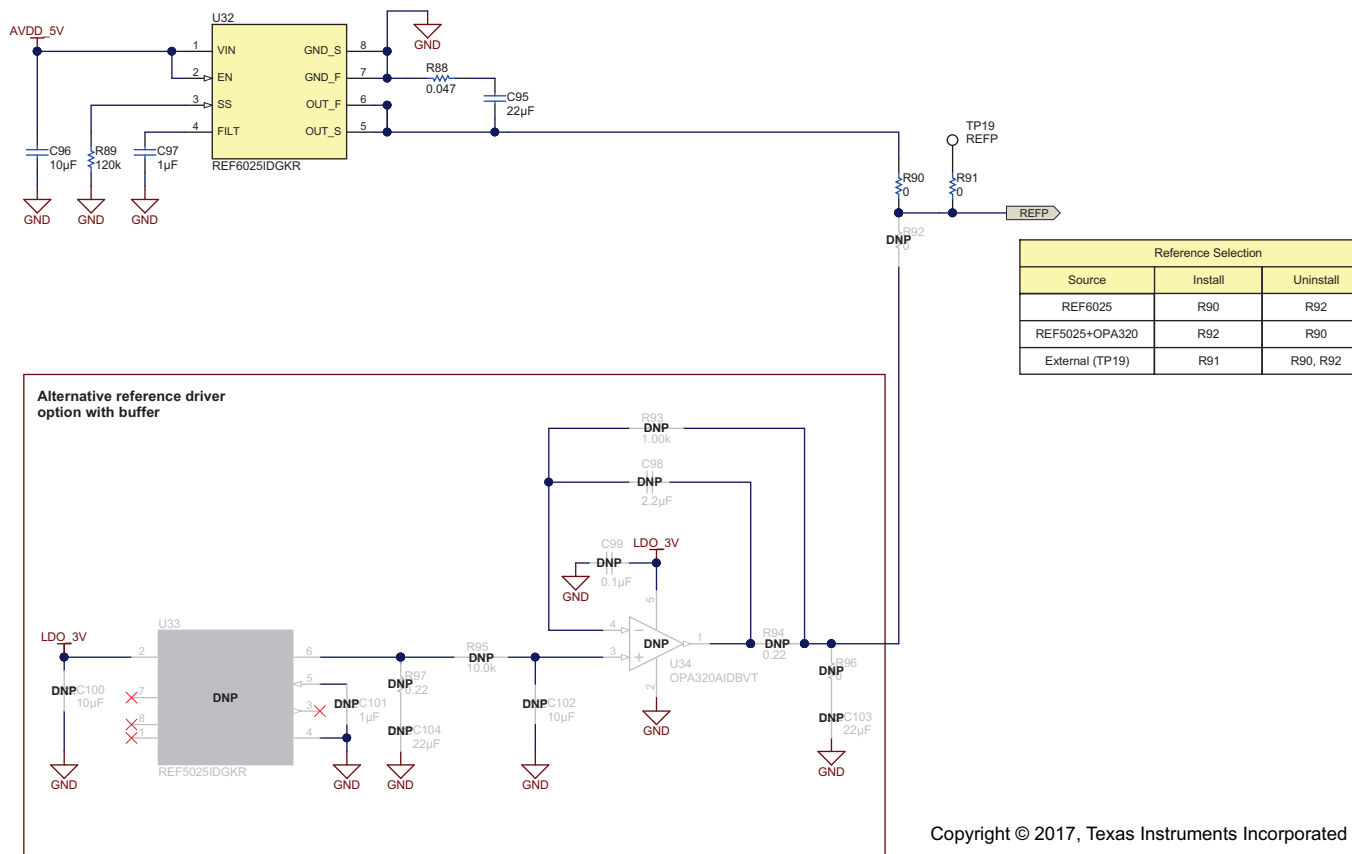 U32
AVDD_5V
GND
1 VIN GND_S 8
2 EN GND_F 7
3 SS OUT_F 6
4 FILT OUT_S 5
REF6025IDGKR
R88
0.047
C95
22µF
C96
10µF
R89
120k
C97
1µF
GND
GND
GND
TP19
REFP
R90
0
R91
0
REFP
DNP
R92
0
Reference Selection
Source Install Uninstall
REF6025 R90 R92
REF5025+OPA320 R92 R90
External (TP19) R91 R90, R92
Alternative reference driver
option with buffer
R93
DNP
1.00k
C98
DNP
2.2µF
C99
DNP
0.1µF
LDO_3V
GND
5
4
3
1
2
DNP
U34
OPA320AIDBVT
GND
R94
DNP
0.22
R96
DNP
0
DNP C103
22µF
GND
LDO_3V
U33
2
7
8
1
6
5
3
4
DNP
REF5025IDGKR
DNP C100
10µF
GND
DNP C101
1µF
GND
DNP R97
0.22
DNP C104
22µF
GND
R95
DNP
10.0k
DNP C102
10µF
GND
Copyright © 2017, Texas Instruments Incorporated